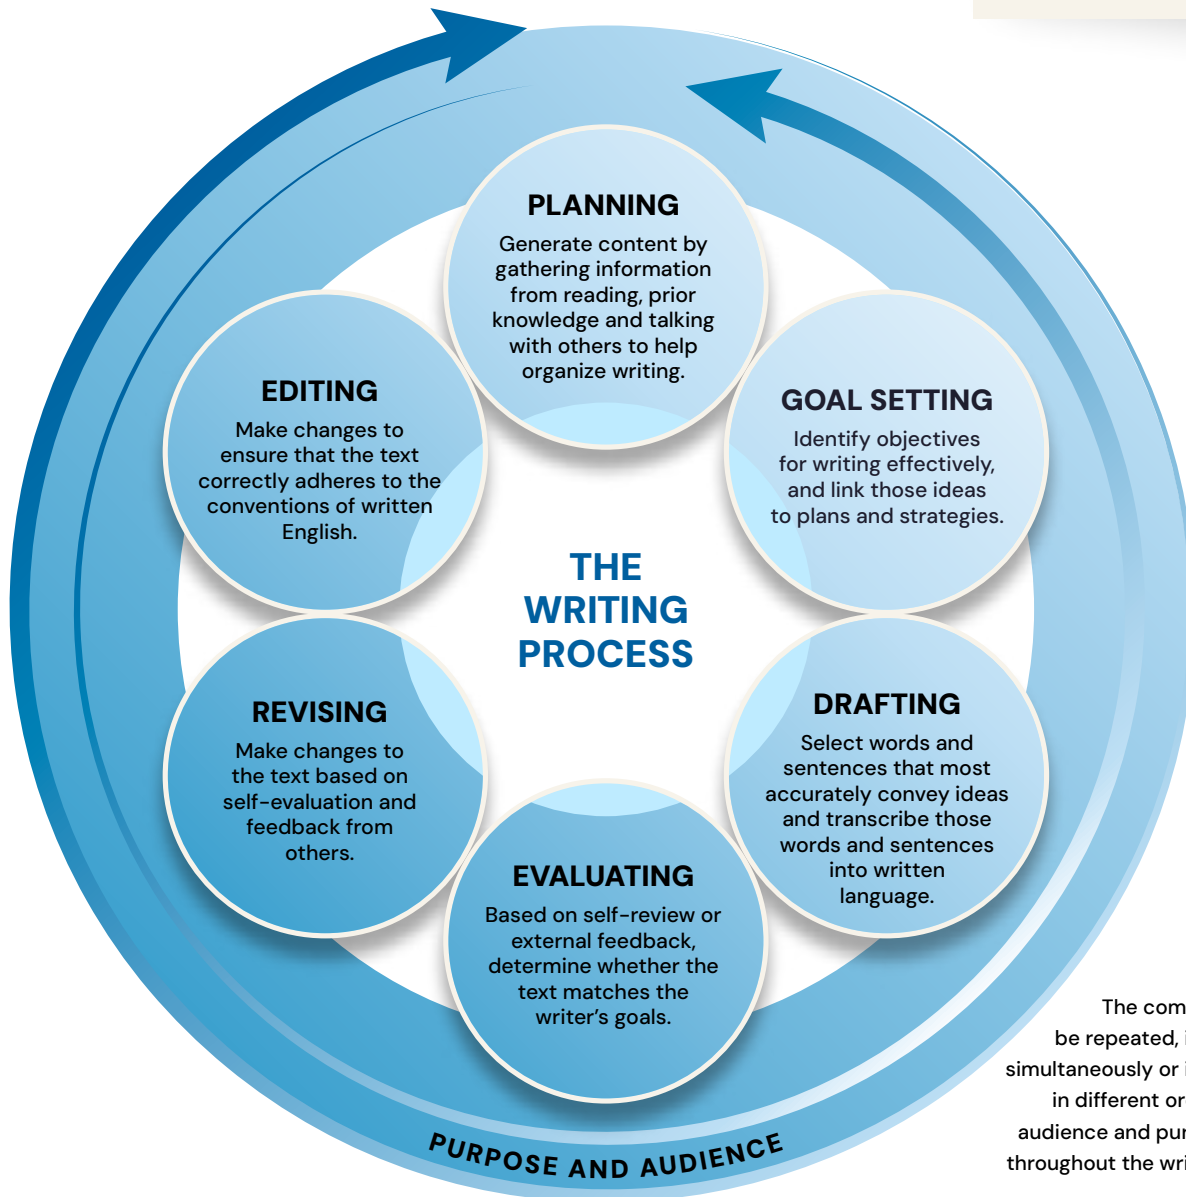 PLANNING
Generate content by
gathering information
from reading, prior
knowledge and talking
with others to help
organize writing.
GOAL SETTING
Identify objectives
for writing effectively,
and link those ideas
to plans and strategies.
DRAFTING
Select words and
sentences that most
accurately convey ideas
and transcribe those
words and sentences
into written
language.
EVALUATING
Based on self-review or
external feedback,
determine whether the
text matches the
writer's goals.
REVISING
Make changes to
the text based on
self-evaluation and
feedback from
others.
EDITING
Make changes to
ensure that the text
correctly adheres to the
conventions of written
English.
THE
WRITING
PROCESS
PURPOSE AND AUDIENCE
The
be repeated,
simultaneously or
in different
audience and
throughout the